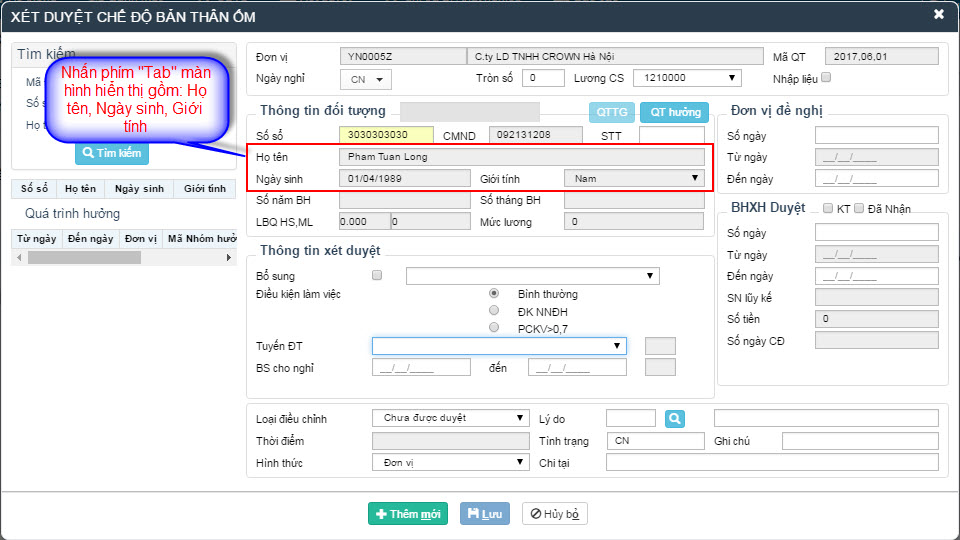 XÉT DUYỆT CHẾ ĐỘ BẢN THÂN ỐM
Tìm kiếm
Nhấn phím "Tab" màn
hình hiển thị gồm: Họ
tên, Ngày sinh, Giới
tính
Mã
Số s
Họ t
Tìm kiếm
Số sổ Họ tên Ngày sinh Giới tính
Quá trình hưởng
Từ ngày Đến ngày Đơn vị Mã Nhóm hưở
Đơn vị YN0005Z C.ty LD TNHH CROWN Hà Nội Mã QT 2017.06.01
Ngày nghỉ CN Tròn số 0 Lương CS 1210000 Nhập liệu
Thông tin đối tượng QTTG QT hưởng
Số sổ 3030303030 CMND 092131208 STT
Họ tên Pham Tuan Long
Ngày sinh 01/04/1989 Giới tính Nam
Số năm BH Số tháng BH
LBQ HS,ML 0.000 0 Mức lương 0
Đơn vị đề nghị
Số ngày
Từ ngày __/__/____
Đến ngày __/__/____
BHXH Duyệt KT Đã Nhận
Số ngày
Từ ngày __/__/____
Đến ngày __/__/____
SN lũy kế
Số tiền 0
Số ngày CĐ
Thông tin xét duyệt
Bổ sung
Điều kiện làm việc Bình thường
ĐK NNĐH
PCKV>0,7
Tuyến ĐT
BS cho nghỉ __/__/____ đến __/__/____
Loại điều chỉnh Chưa được duyệt Lý do
Thời điểm Tình trạng CN Ghi chú
Hình thức Đơn vị Chi tại
Thêm mới Lưu Hủy bỏ